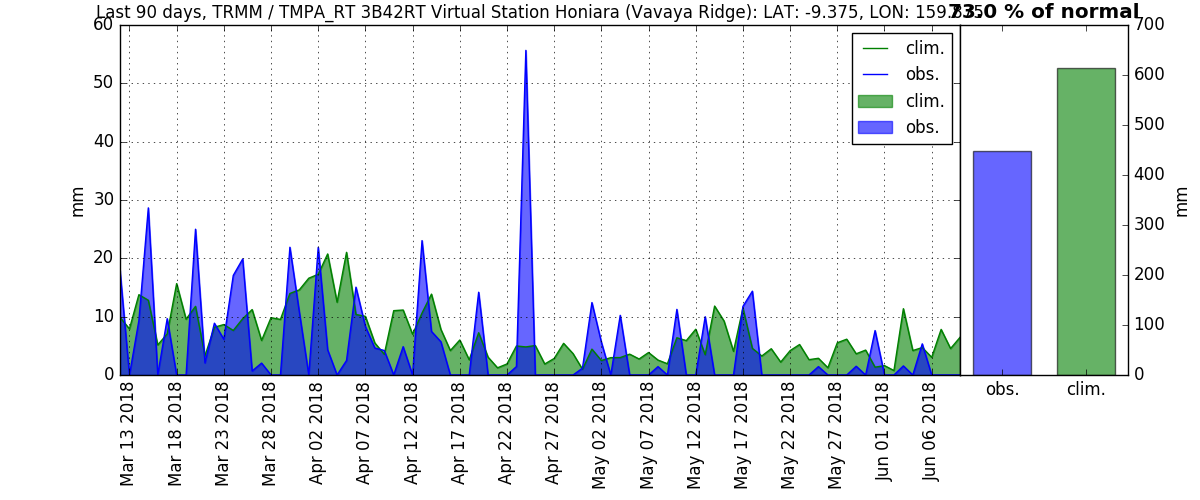 Last 90 days, TRMM / TMPA_RT 3B42RT Virtual Station Honiara (Vavaya Ridge): LAT: -9.375, LON:
73.0 % of normal
60
50
40
30
20
10
0
mm
clim.
obs.
clim.
obs.
700
600
500
400
300
200
100
0
mm
obs.
clim.
Mar 13 2018
Mar 18 2018
Mar 23 2018
Mar 28 2018
Apr 02 2018
Apr 07 2018
Apr 12 2018
Apr 17 2018
Apr 22 2018
Apr 27 2018
May 02 2018
May 07 2018
May 12 2018
May 17 2018
May 22 2018
May 27 2018
Jun 01 2018
Jun 06 2018